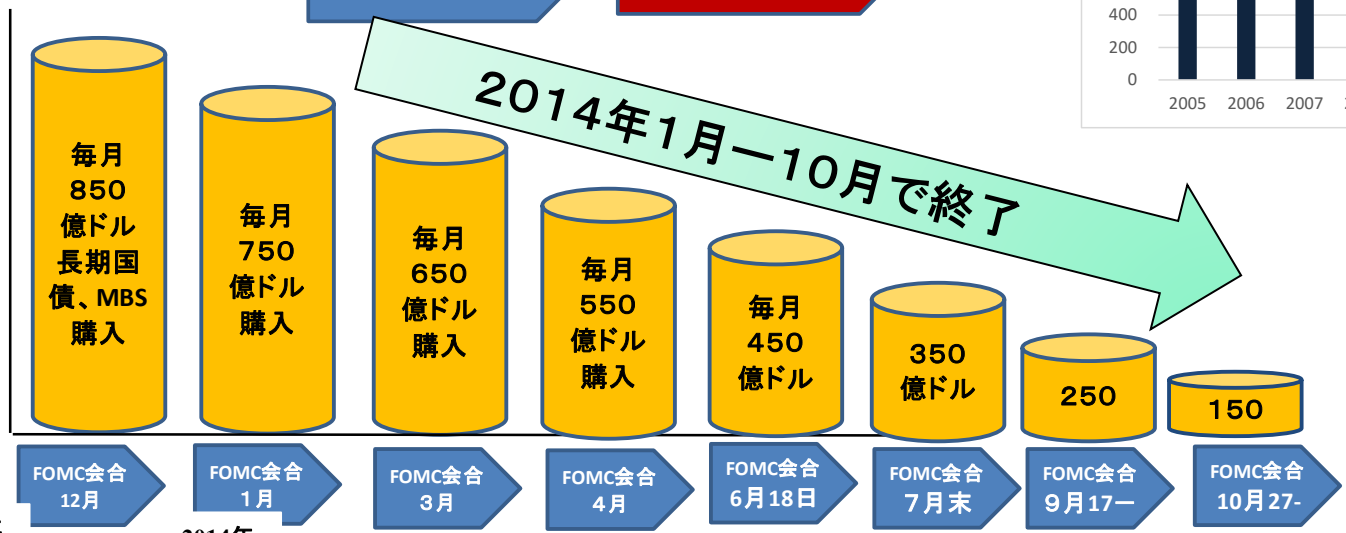 400
200
0
2005 2006 2007
2014年1月ー10月で終了
毎月
850
億ドル
長期国
債、MBS
購入
毎月
750
億ドル
購入
毎月
650
億ドル
購入
毎月
550
億ドル
購入
毎月
450
億ドル
350
億ドル
250
150
FOMC会合
12月
FOMC会合
1月
FOMC会合
3月
FOMC会合
4月
FOMC会合
6月18日
FOMC会合
7月末
FOMC会合
9月17ー
FOMC会合
10月27-
2014年